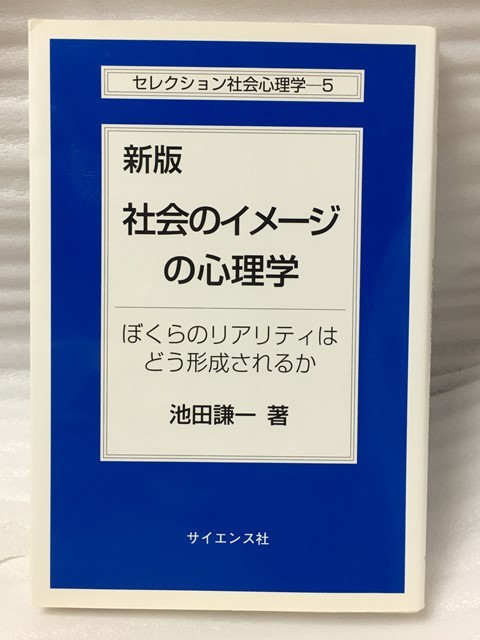 セレクション社会心理学―5
新版
社会のイメージ
の心理学
ぼくらのリアリティは
どう形成されるか
池田謙一 著
サイエンス社